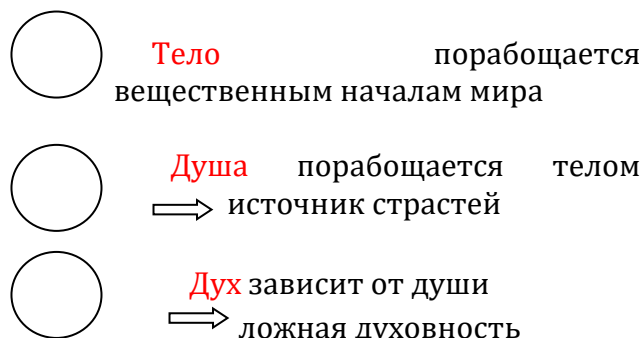 Тело порабощается
вещественным началам мира
Душа порабощается телом
источник страстей
Дух зависит от души
ложная духовность